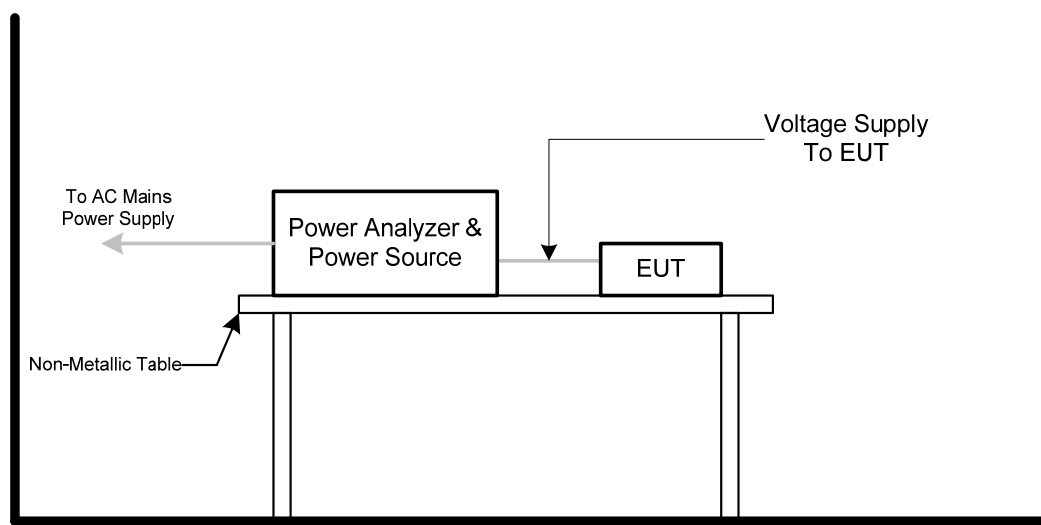 Voltage Supply
To EUT
To AC Mains
Power Supply
Power Analyzer &
Power Source
EUT
Non-Metallic Table